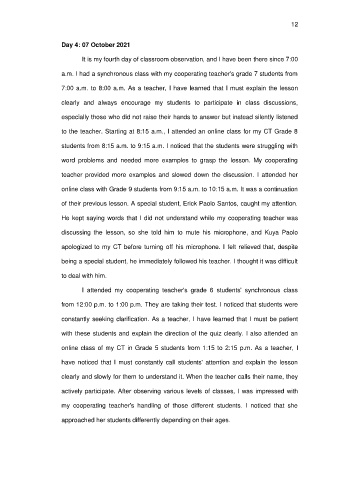 12
Day 4: 07 October 2021
It is my fourth day of classroom observation, and I have been there since 7:00
a.m. I had a synchronous class with my cooperating teacher's grade 7 students from
7:00 a.m. to 8:00 a.m. As a teacher, I have learned that I must explain the lesson
clearly and always encourage my students to participate in class discussions,
especially those who did not raise their hands to answer but instead silently listened
to the teacher. Starting at 8:15 a.m., I attended an online class for my CT Grade 8
students from 8:15 a.m. to 9:15 a.m. I noticed that the students were struggling with
word problems and needed more examples to grasp the lesson. My cooperating
teacher provided more examples and slowed down the discussion. I attended her
online class with Grade 9 students from 9:15 a.m. to 10:15 a.m. It was a continuation
of their previous lesson. A special student, Erick Paolo Santos, caught my attention.
He kept saying words that I did not understand while my cooperating teacher was
discussing the lesson, so she told him to mute his microphone, and Kuya Paolo
apologized to my CT before turning off his microphone. I felt relieved that, despite
being a special student, he immediately followed his teacher. I thought it was difficult
to deal with him.
I attended my cooperating teacher's grade 6 students' synchronous class
from 12:00 p.m. to 1:00 p.m. They are taking their test. I noticed that students were
constantly seeking clarification. As a teacher, I have learned that I must be patient
with these students and explain the direction of the quiz clearly. I also attended an
online class of my CT in Grade 5 students from 1:15 to 2:15 p.m. As a teacher, I
have noticed that I must constantly call students' attention and explain the lesson
clearly and slowly for them to understand it. When the teacher calls their name, they
actively participate. After observing various levels of classes, I was impressed with
my cooperating teacher's handling of those different students. I noticed that she
approached her students differently depending on their ages.